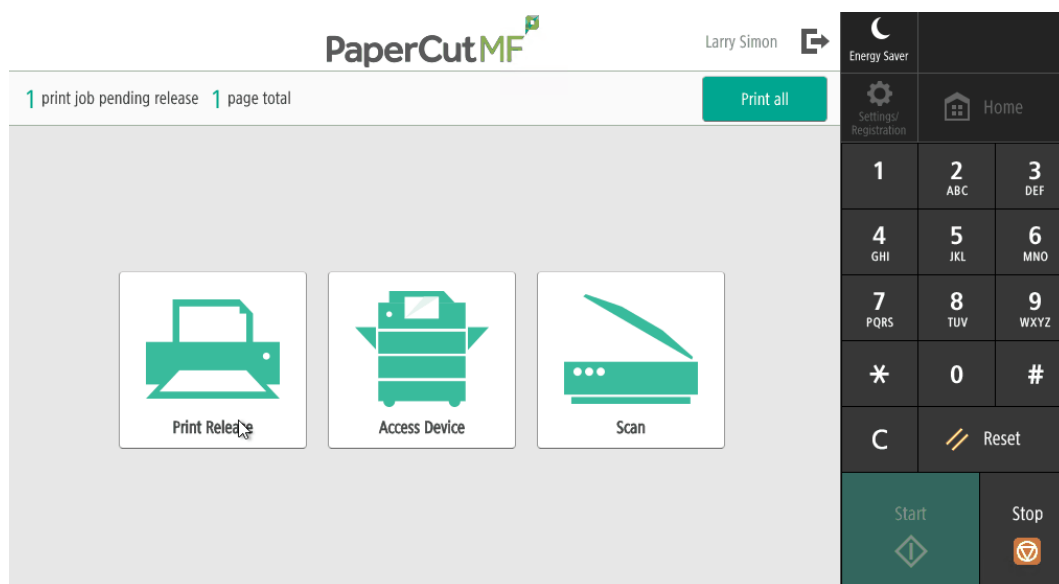 PaperCutMF
Larry Simon
1 print job pending release 1 page total
Print all
Print Release
Access Device
Scan
Energy Saver
Settings/
Registration
Home
1
2
ABC
3
DEF
4
GHI
5
JKL
6
MNO
7
PQRS
8
TUV
9
WXYZ
*
0
#
C
Reset
Start
Stop